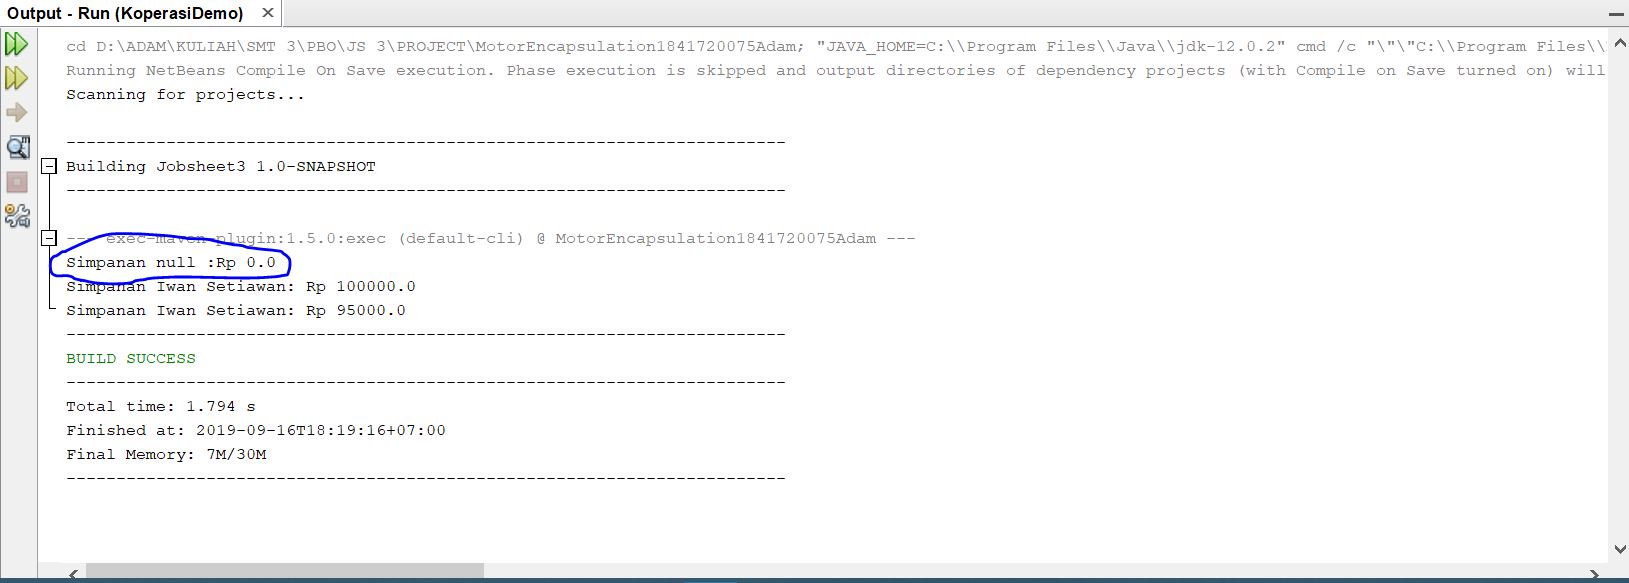 Output - Run (KoperasiDemo) ×
cd D:\ADAM\KULIAH\SMT 3\PBO\JS 3\PROJECT\MotorEncapsulation1841720075Adam; "JAVA_HOME=C:\\Program Files\\Java\\jdk-12.0.2" cmd /c "\"\"C:\\Program Files\\
Running NetBeans Compile On Save execution. Phase execution is skipped and output directories of dependency projects (with Compile on Save turned on) will
Scanning for projects...
------------------------------------------------------------------------
Building Jobsheet3 1.0-SNAPSHOT
------------------------------------------------------------------------
--- exec-maven-plugin:1.5.0:exec (default-cli) @ MotorEncapsulation1841720075Adam ---
Simpanan null :Rp 0.0
Simpanan Iwan Setiawan: Rp 100000.0
Simpanan Iwan Setiawan: Rp 95000.0
------------------------------------------------------------------------
BUILD SUCCESS
------------------------------------------------------------------------
Total time: 1.794 s
Finished at: 2019-09-16T18:19:16+07:00
Final Memory: 7M/30M
------------------------------------------------------------------------